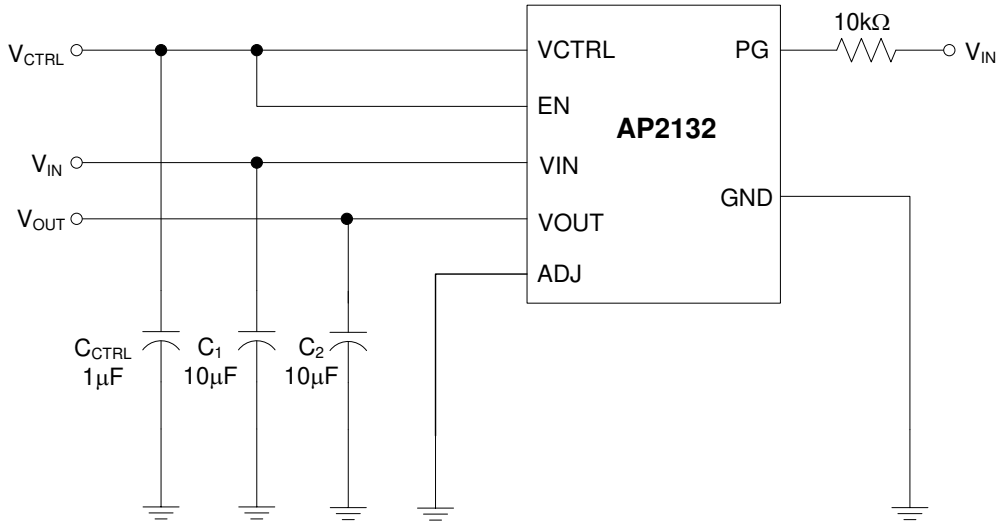 VCTRL
VCTRL
PG
10kΩ
VIN
EN
AP2132
VIN
VIN
GND
VOUT
VOUT
ADJ
CCTRL
1μF
C1
10μF
C2
10μF